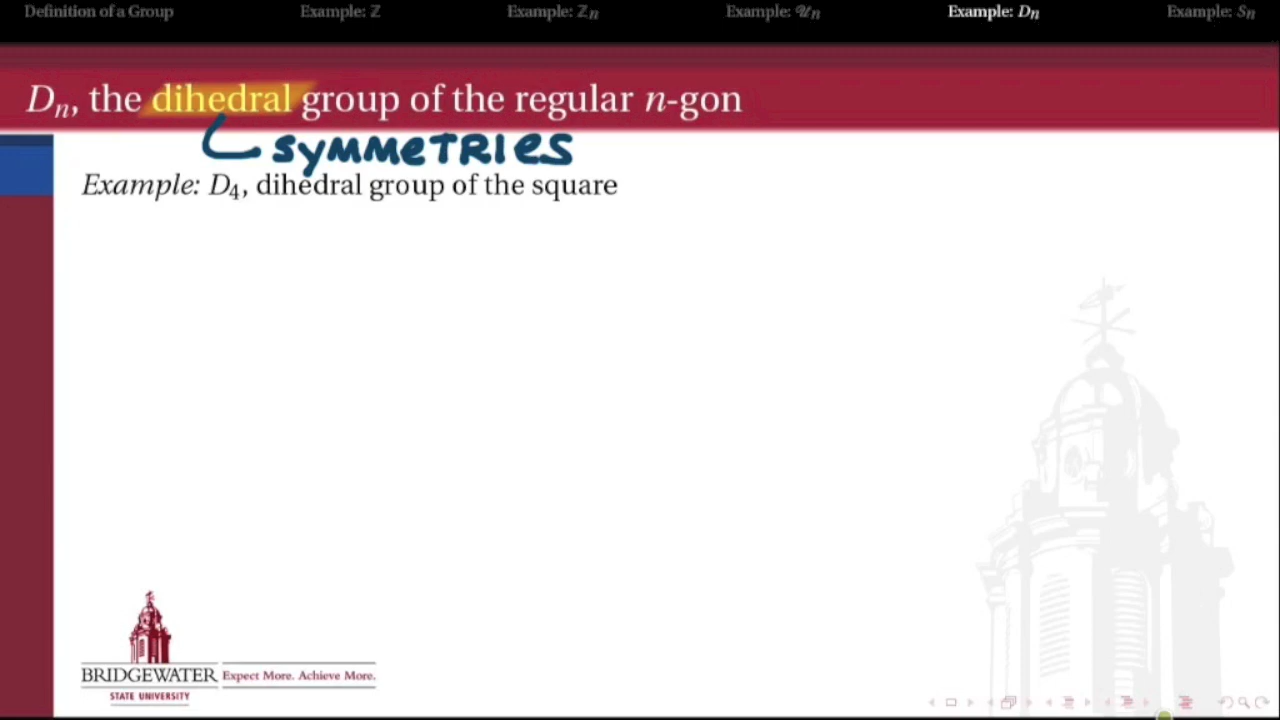 Definition of a Group Example: ℤ Example: ℤn Example: 𝒰n Example: Dn Example: Sn
Dn, the dihedral group of the regular n-gon
SYMMETRIES
Example: D4, dihedral group of the square
BRIDGEWATER Expect More. Achieve More.
STATE UNIVERSITY